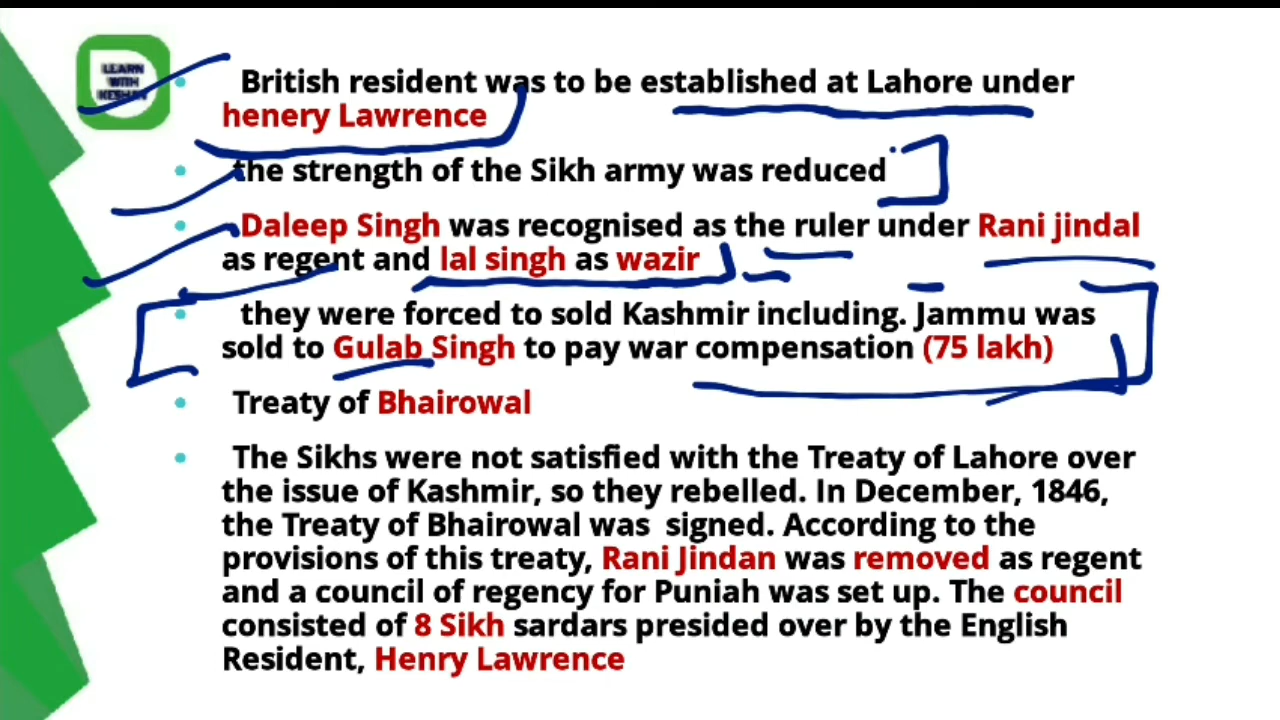 LEARN
WITH
KESHAV
British resident was to be established at Lahore under
henery Lawrence
the strength of the Sikh army was reduced
Daleep Singh was recognised as the ruler under Rani jindal
as regent and lal singh as wazir
they were forced to sold Kashmir including. Jammu was
sold to Gulab Singh to pay war compensation (75 lakh)
Treaty of Bhairowal
The Sikhs were not satisfied with the Treaty of Lahore over
the issue of Kashmir, so they rebelled. In December, 1846,
the Treaty of Bhairowal was signed. According to the
provisions of this treaty, Rani Jindan was removed as regent
and a council of regency for Puniah was set up. The council
consisted of 8 Sikh sardars presided over by the English
Resident, Henry Lawrence